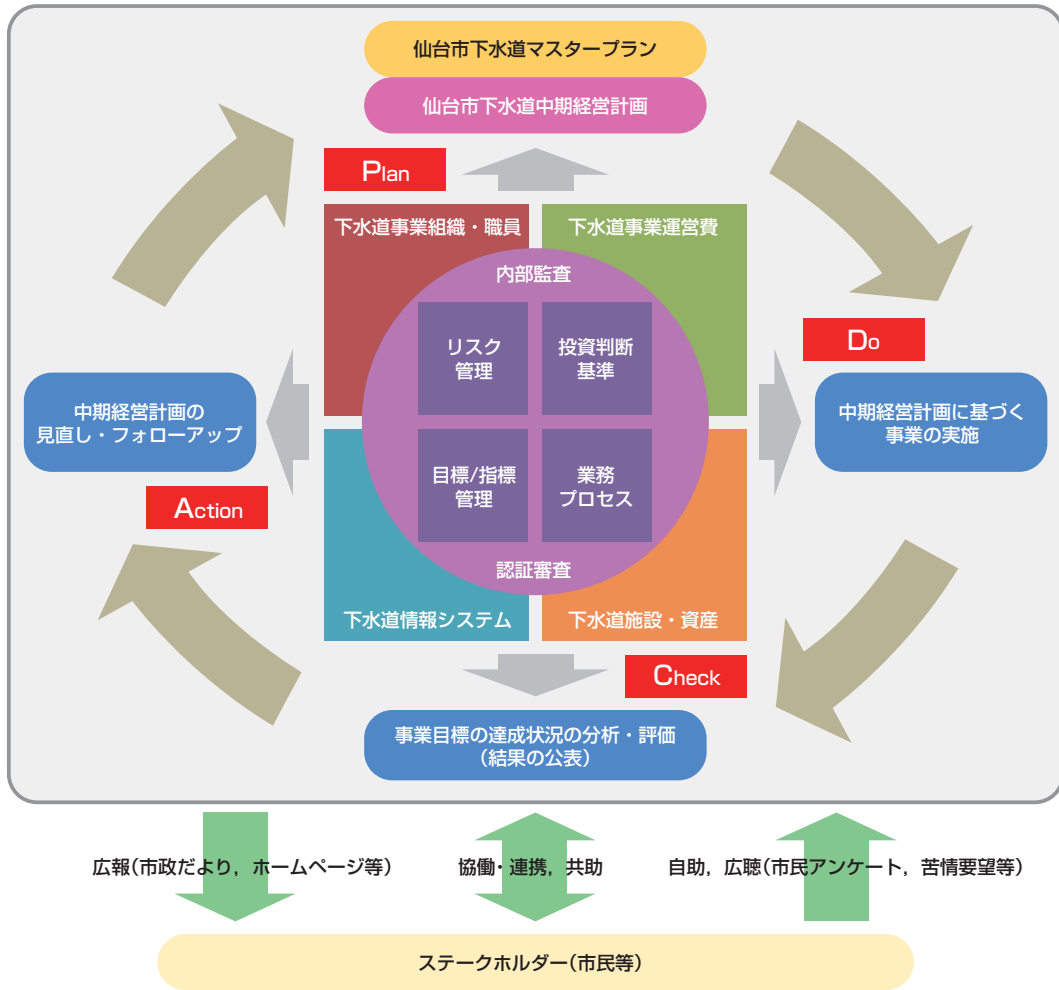 仙台市下水道マスタープラン
仙台市下水道中期経営計画
Plan
下水道事業組織・職員
下水道事業運営費
内部監査
リスク
管理
投資判断
基準
Do
中期経営計画の
見直し・フォローアップ
中期経営計画に基づく
事業の実施
目標/指標
管理
業務
プロセス
Action
認証審査
下水道情報システム
下水道施設・資産
Check
事業目標の達成状況の分析・評価
（結果の公表）
広報（市政だより，ホームページ等）
協働・連携，共助
自助，広聴（市民アンケート，苦情要望等）
ステークホルダー（市民等）